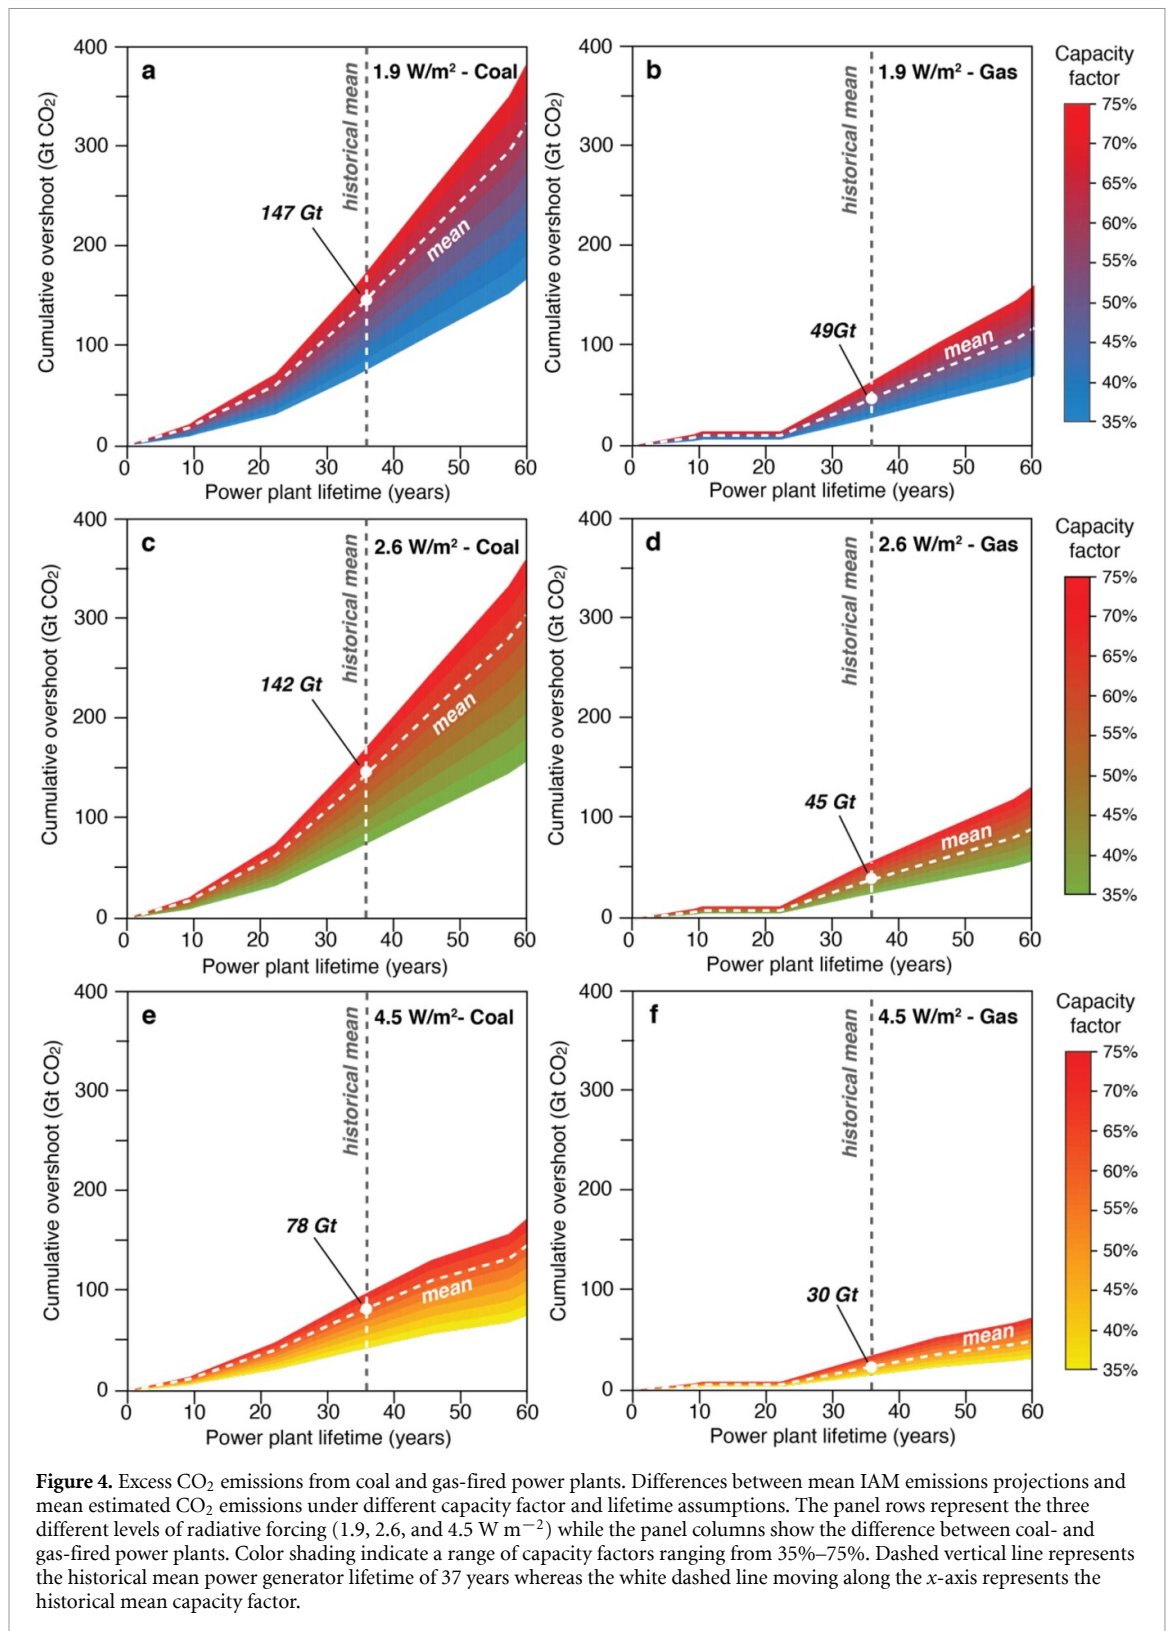 a
1.9 W/m² - Coal
historical mean
147 Gt
mean
Cumulative overshoot (Gt CO₂)
400
300
200
100
0
0 10 20 30 40 50 60
Power plant lifetime (years)
b
1.9 W/m² - Gas
historical mean
49Gt
mean
Cumulative overshoot (Gt CO₂)
400
300
200
100
0
0 10 20 30 40 50 60
Power plant lifetime (years)
Capacity
factor
75%
70%
65%
60%
55%
50%
45%
40%
35%
c
2.6 W/m² - Coal
historical mean
142 Gt
mean
Cumulative overshoot (Gt CO₂)
400
300
200
100
0
0 10 20 30 40 50 60
Power plant lifetime (years)
d
2.6 W/m² - Gas
historical mean
45 Gt
mean
Cumulative overshoot (Gt CO₂)
400
300
200
100
0
0 10 20 30 40 50 60
Power plant lifetime (years)
Capacity
factor
75%
70%
65%
60%
55%
50%
45%
40%
35%
e
4.5 W/m²- Coal
historical mean
78 Gt
mean
Cumulative overshoot (Gt CO₂)
400
300
200
100
0
0 10 20 30 40 50 60
Power plant lifetime (years)
f
4.5 W/m² - Gas
historical mean
30 Gt
mean
Cumulative overshoot (Gt CO₂)
400
300
200
100
0
0 10 20 30 40 50 60
Power plant lifetime (years)
Capacity
factor
75%
70%
65%
60%
55%
50%
45%
40%
35%
Figure 4. Excess CO₂ emissions from coal and gas-fired power plants. Differences between mean IAM emissions projections and
mean estimated CO₂ emissions under different capacity factor and lifetime assumptions. The panel rows represent the three
different levels of radiative forcing (1.9, 2.6, and 4.5 W m⁻²) while the panel columns show the difference between coal- and
gas-fired power plants. Color shading indicate a range of capacity factors ranging from 35%–75%. Dashed vertical line represents
the historical mean power generator lifetime of 37 years whereas the white dashed line moving along the x-axis represents the
historical mean capacity factor.